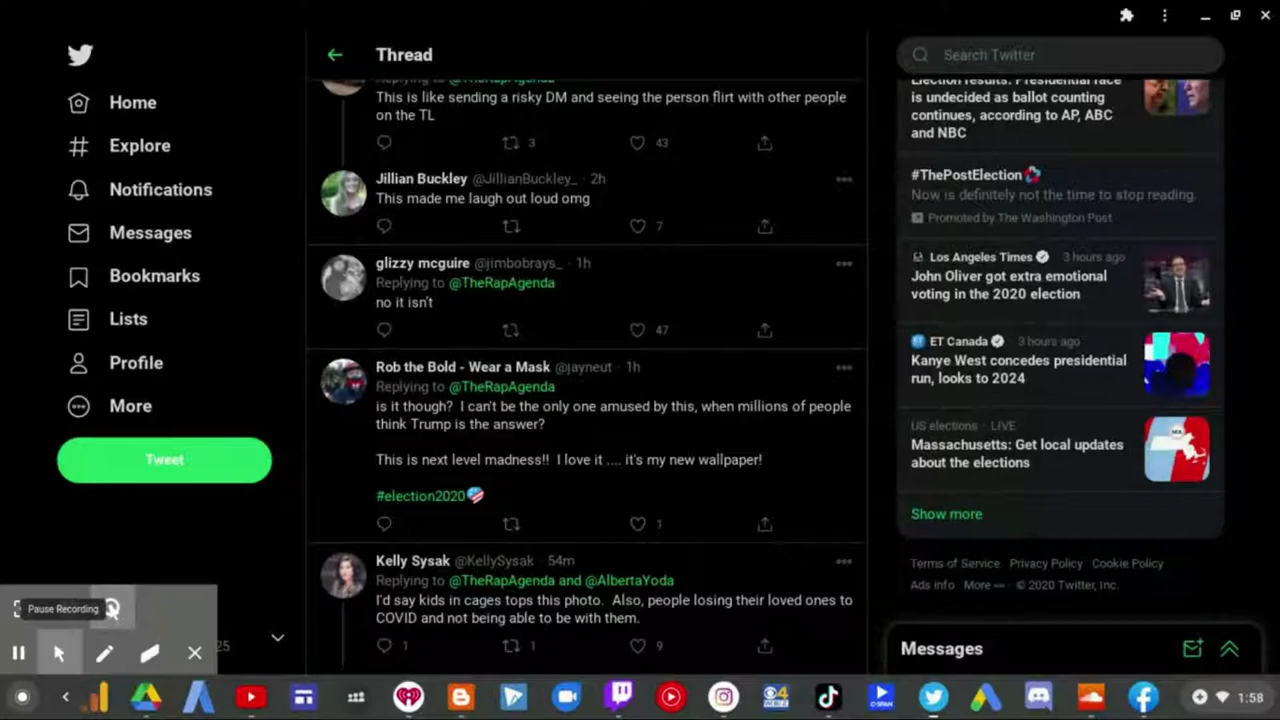 Thread
Search Twitter
Home
Explore
Notifications
Messages
Bookmarks
Lists
Profile
More
Tweet
Replying to @TheRapAgenda
This is like sending a risky DM and seeing the person flirt with other people
on the TL
3
43
Jillian Buckley @JillianBuckley_ · 2h
This made me laugh out loud omg
7
glizzy mcguire @jimbobrays_ · 1h
Replying to @TheRapAgenda
no it isn't
47
Rob the Bold - Wear a Mask @jayneut · 1h
Replying to @TheRapAgenda
is it though? I can't be the only one amused by this, when millions of people
think Trump is the answer?
This is next level madness!! I love it .... it's my new wallpaper!
#election2020
1
Kelly Sysak @KellySysak · 54m
Replying to @TheRapAgenda and @AlbertaYoda
I'd say kids in cages tops this photo. Also, people losing their loved ones to
COVID and not being able to be with them.
1
1
9
Election results: Presidential race
is undecided as ballot counting
continues, according to AP, ABC
and NBC
#ThePostElection
Now is definitely not the time to stop reading.
Promoted by The Washington Post
Los Angeles Times 3 hours ago
John Oliver got extra emotional
voting in the 2020 election
ET Canada 3 hours ago
Kanye West concedes presidential
run, looks to 2024
US elections · LIVE
Massachusetts: Get local updates
about the elections
Show more
Terms of Service Privacy Policy Cookie Policy
Ads info More © 2020 Twitter, Inc.
Messages
Pause Recording
25
1:58